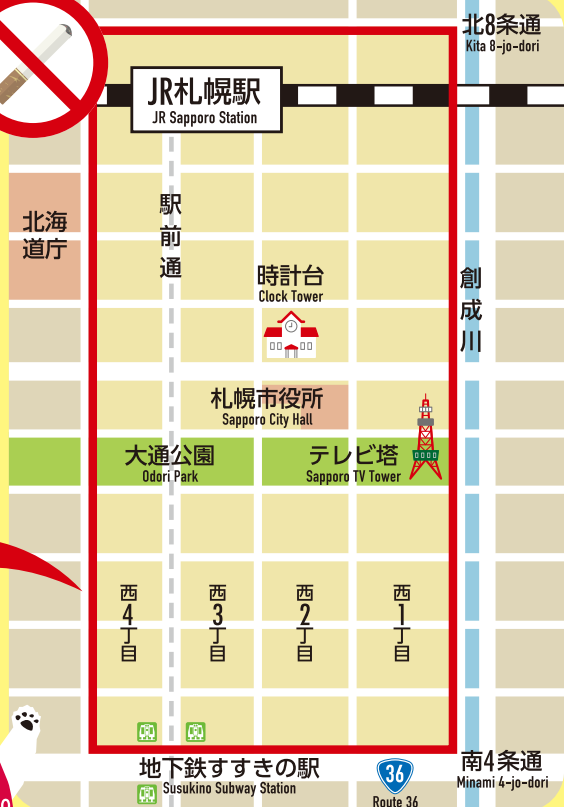 北8条通
Kita 8-jo-dori
JR札幌駅
JR Sapporo Station
北海
道庁
駅前通
時計台
Clock Tower
創成川
札幌市役所
Sapporo City Hall
大通公園
Odori Park
テレビ塔
Sapporo TV Tower
西4丁目
西3丁目
西2丁目
西1丁目
地下鉄すすきの駅
Susukino Subway Station
36
Route 36
南4条通
Minami 4-jo-dori